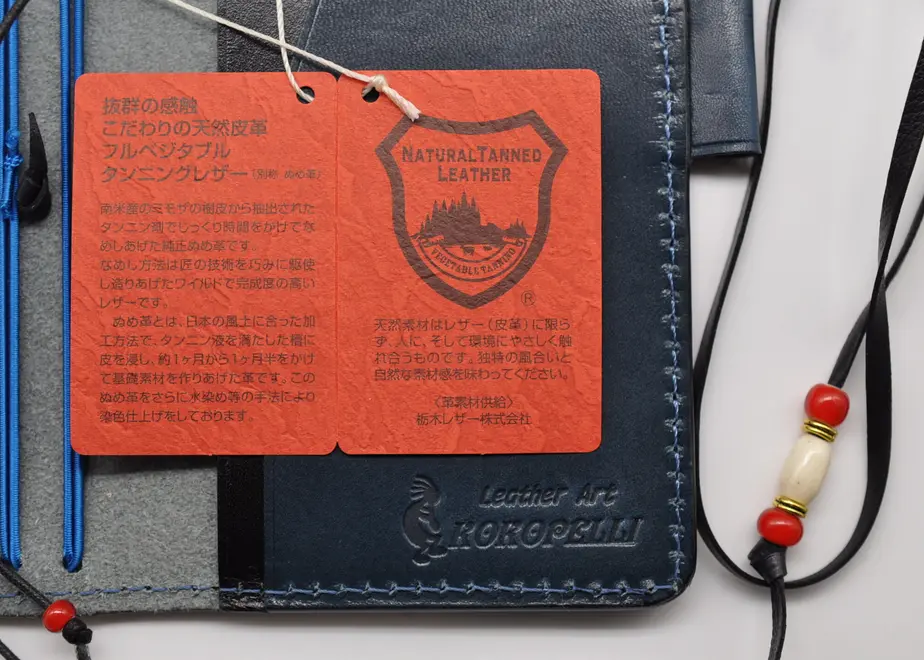 抜群の感触
こだわりの天然皮革
フルベジタブル
タンニングレザー〔別称 ぬめ革〕
南米産のミモザの樹皮から抽出された
タンニン剤でじっくり時間をかけてな
めしあげた純正ぬめ革です。
なめし方法は匠の技術を巧みに駆使
し造りあげたワイルドで完成度の高い
レザーです。
ぬめ革とは、日本の風土に合った加
工方法で、タンニン液を満たした槽に
皮を浸し、約1ヶ月から1ヶ月半をかけ
て基礎素材を作りあげた革です。この
ぬめ革をさらに水染め等の手法により
染色仕上げをしております。
NATURALTANNED
LEATHER
VEGETABLE TANNING
®
天然素材はレザー(皮革)に限ら
ず、人に、そして環境にやさしく、触
れ合うものです。独特の風合いと
自然な素材感を味わってください。
〈革素材供給〉
栃木レザー株式会社
Leather Art
KOKOPELLI